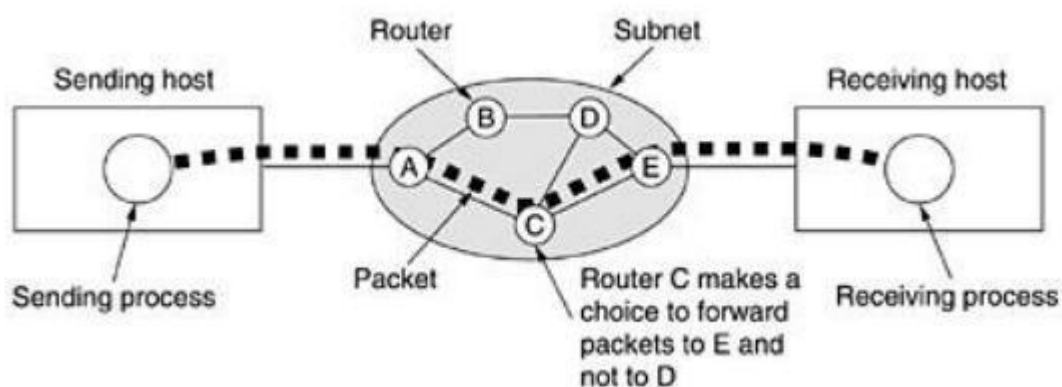 Router
Subnet
Sending host
Receiving host
B
D
A
E
C
Packet
Sending process
Router C makes a
choice to forward
packets to E and
not to D
Receiving process